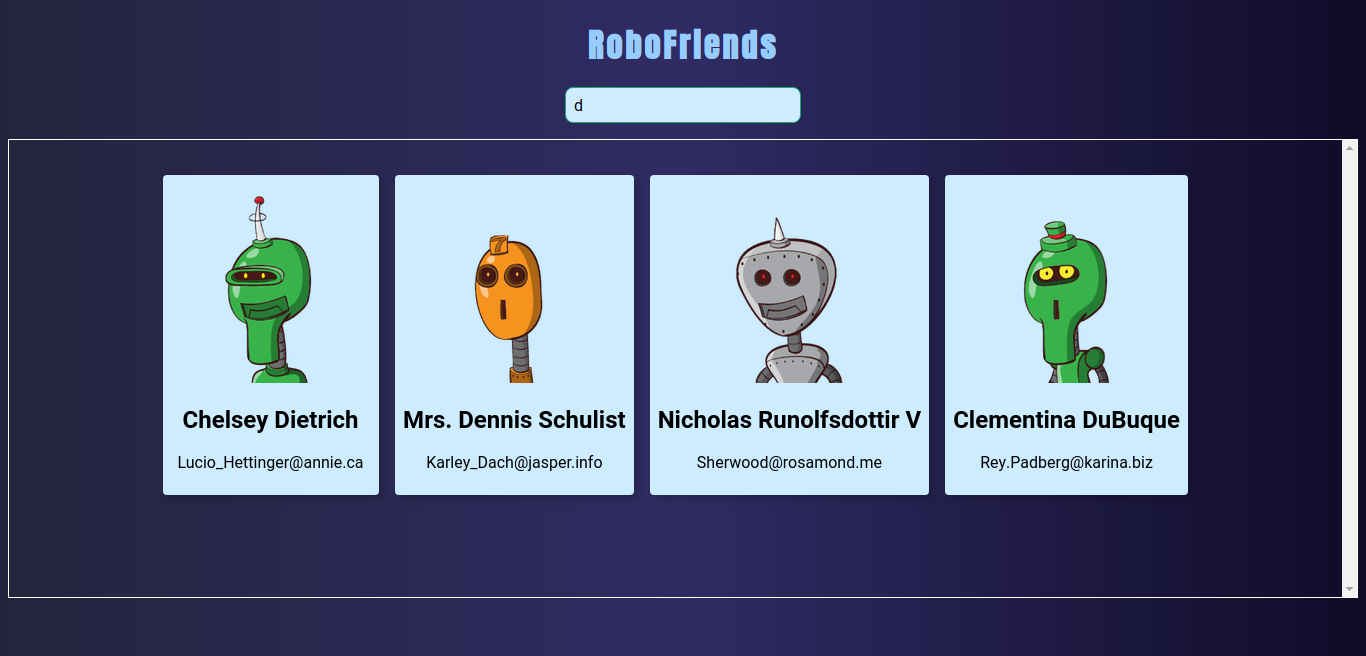 RoboFriends
d
7
Chelsey Dietrich
Lucio_Hettinger@annie.ca
Mrs. Dennis Schulist
Karley_Dach@jasper.info
Nicholas Runolfsdottir V
Sherwood@rosamond.me
Clementina DuBuque
Rey.Padberg@karina.biz